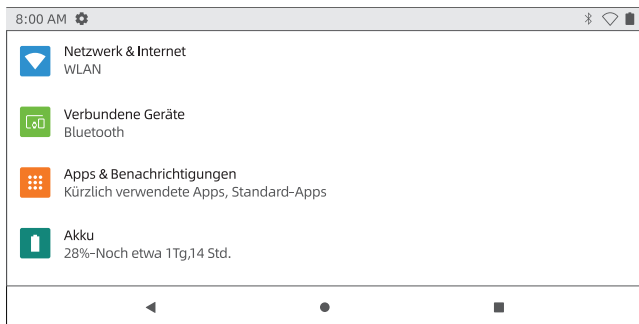 8:00 AM
Netzwerk & Internet
WLAN
Verbundene Geräte
Bluetooth
Apps & Benachrichtigungen
Kürzlich verwendete Apps, Standard-Apps
Akku
28%-Noch etwa 1Tg,14 Std.